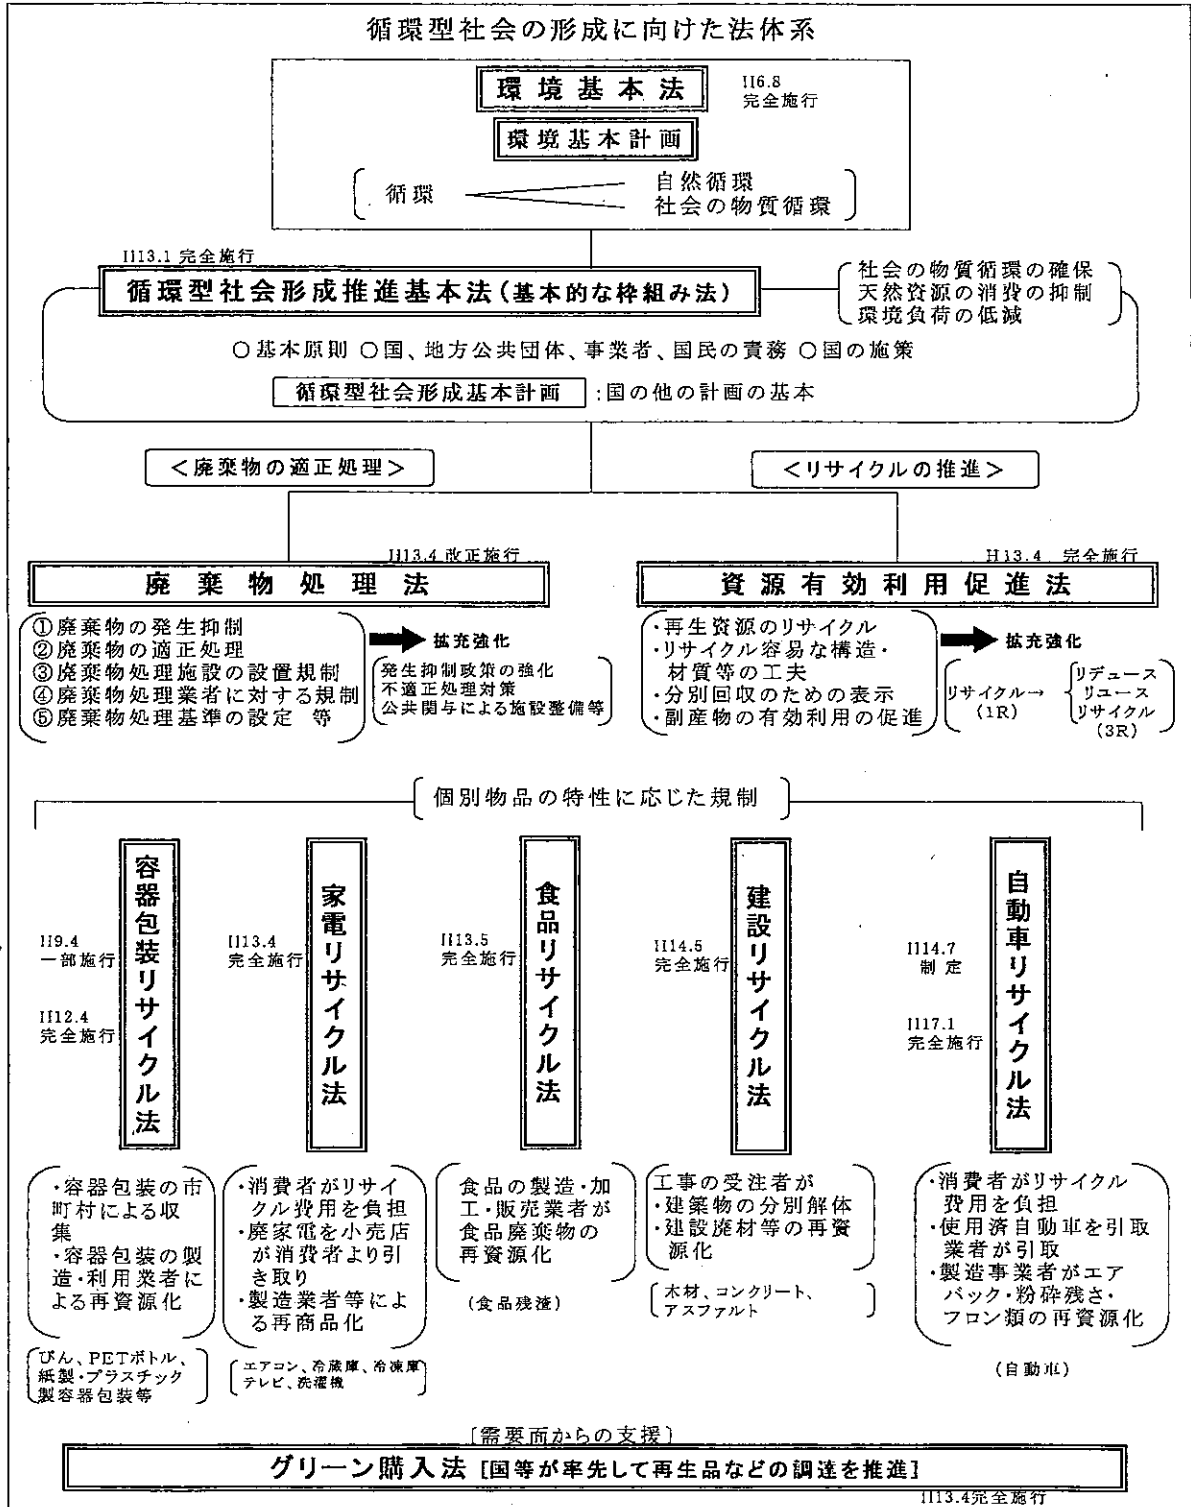 循環型社会の形成に向けた法体系
環境基本法
H6.8
完全施行
環境基本計画
循環
自然循環
社会の物質循環
H13.1 完全施行
循環型社会形成推進基本法(基本的な枠組み法)
社会の物質循環の確保
天然資源の消費の抑制
環境負荷の低減
○基本原則 ○国、地方公共団体、事業者、国民の責務 ○国の施策
循環型社会形成基本計画 :国の他の計画の基本
<廃棄物の適正処理>
<リサイクルの推進>
H13.4 改正施行
廃棄物処理法
①廃棄物の発生抑制
②廃棄物の適正処理
③廃棄物処理施設の設置規制
④廃棄物処理業者に対する規制
⑤廃棄物処理基準の設定 等
拡充強化
発生抑制政策の強化
不適正処理対策
公共関与による施設整備等
H13.4 完全施行
資源有効利用促進法
・再生資源のリサイクル
・リサイクル容易な構造・
材質等の工夫
・分別回収のための表示
・副産物の有効利用の促進
拡充強化
リサイクル→
(1R)
リデュース
リユース
リサイクル
(3R)
個別物品の特性に応じた規制
H9.4
一部施行
H12.4
完全施行
容器包装リサイクル法
H13.4
完全施行
家電リサイクル法
H13.5
完全施行
食品リサイクル法
H14.5
完全施行
建設リサイクル法
H14.7
制定
H17.1
完全施行
自動車リサイクル法
・容器包装の市
町村による収
集
・容器包装の製
造・利用業者に
よる再資源化
びん、PETボトル、
紙製・プラスチック
製容器包装等
・消費者がリサイ
クル費用を負担
・廃家電を小売店
が消費者より引
き取り
・製造業者等によ
る再商品化
エアコン、冷蔵庫、冷凍庫
テレビ、洗濯機
食品の製造・加
工・販売業者が
食品廃棄物の
再資源化
(食品残渣)
工事の受注者が
・建築物の分別解体
・建設廃材等の再資
源化
木材、コンクリート、
アスファルト
・消費者がリサイクル
費用を負担
・使用済自動車を引取
業者が引取
・製造事業者がエア
バック・粉砕残さ・
フロン類の再資源化
(自動車)
[需要面からの支援]
グリーン購入法 [国等が率先して再生品などの調達を推進]
H13.4完全施行